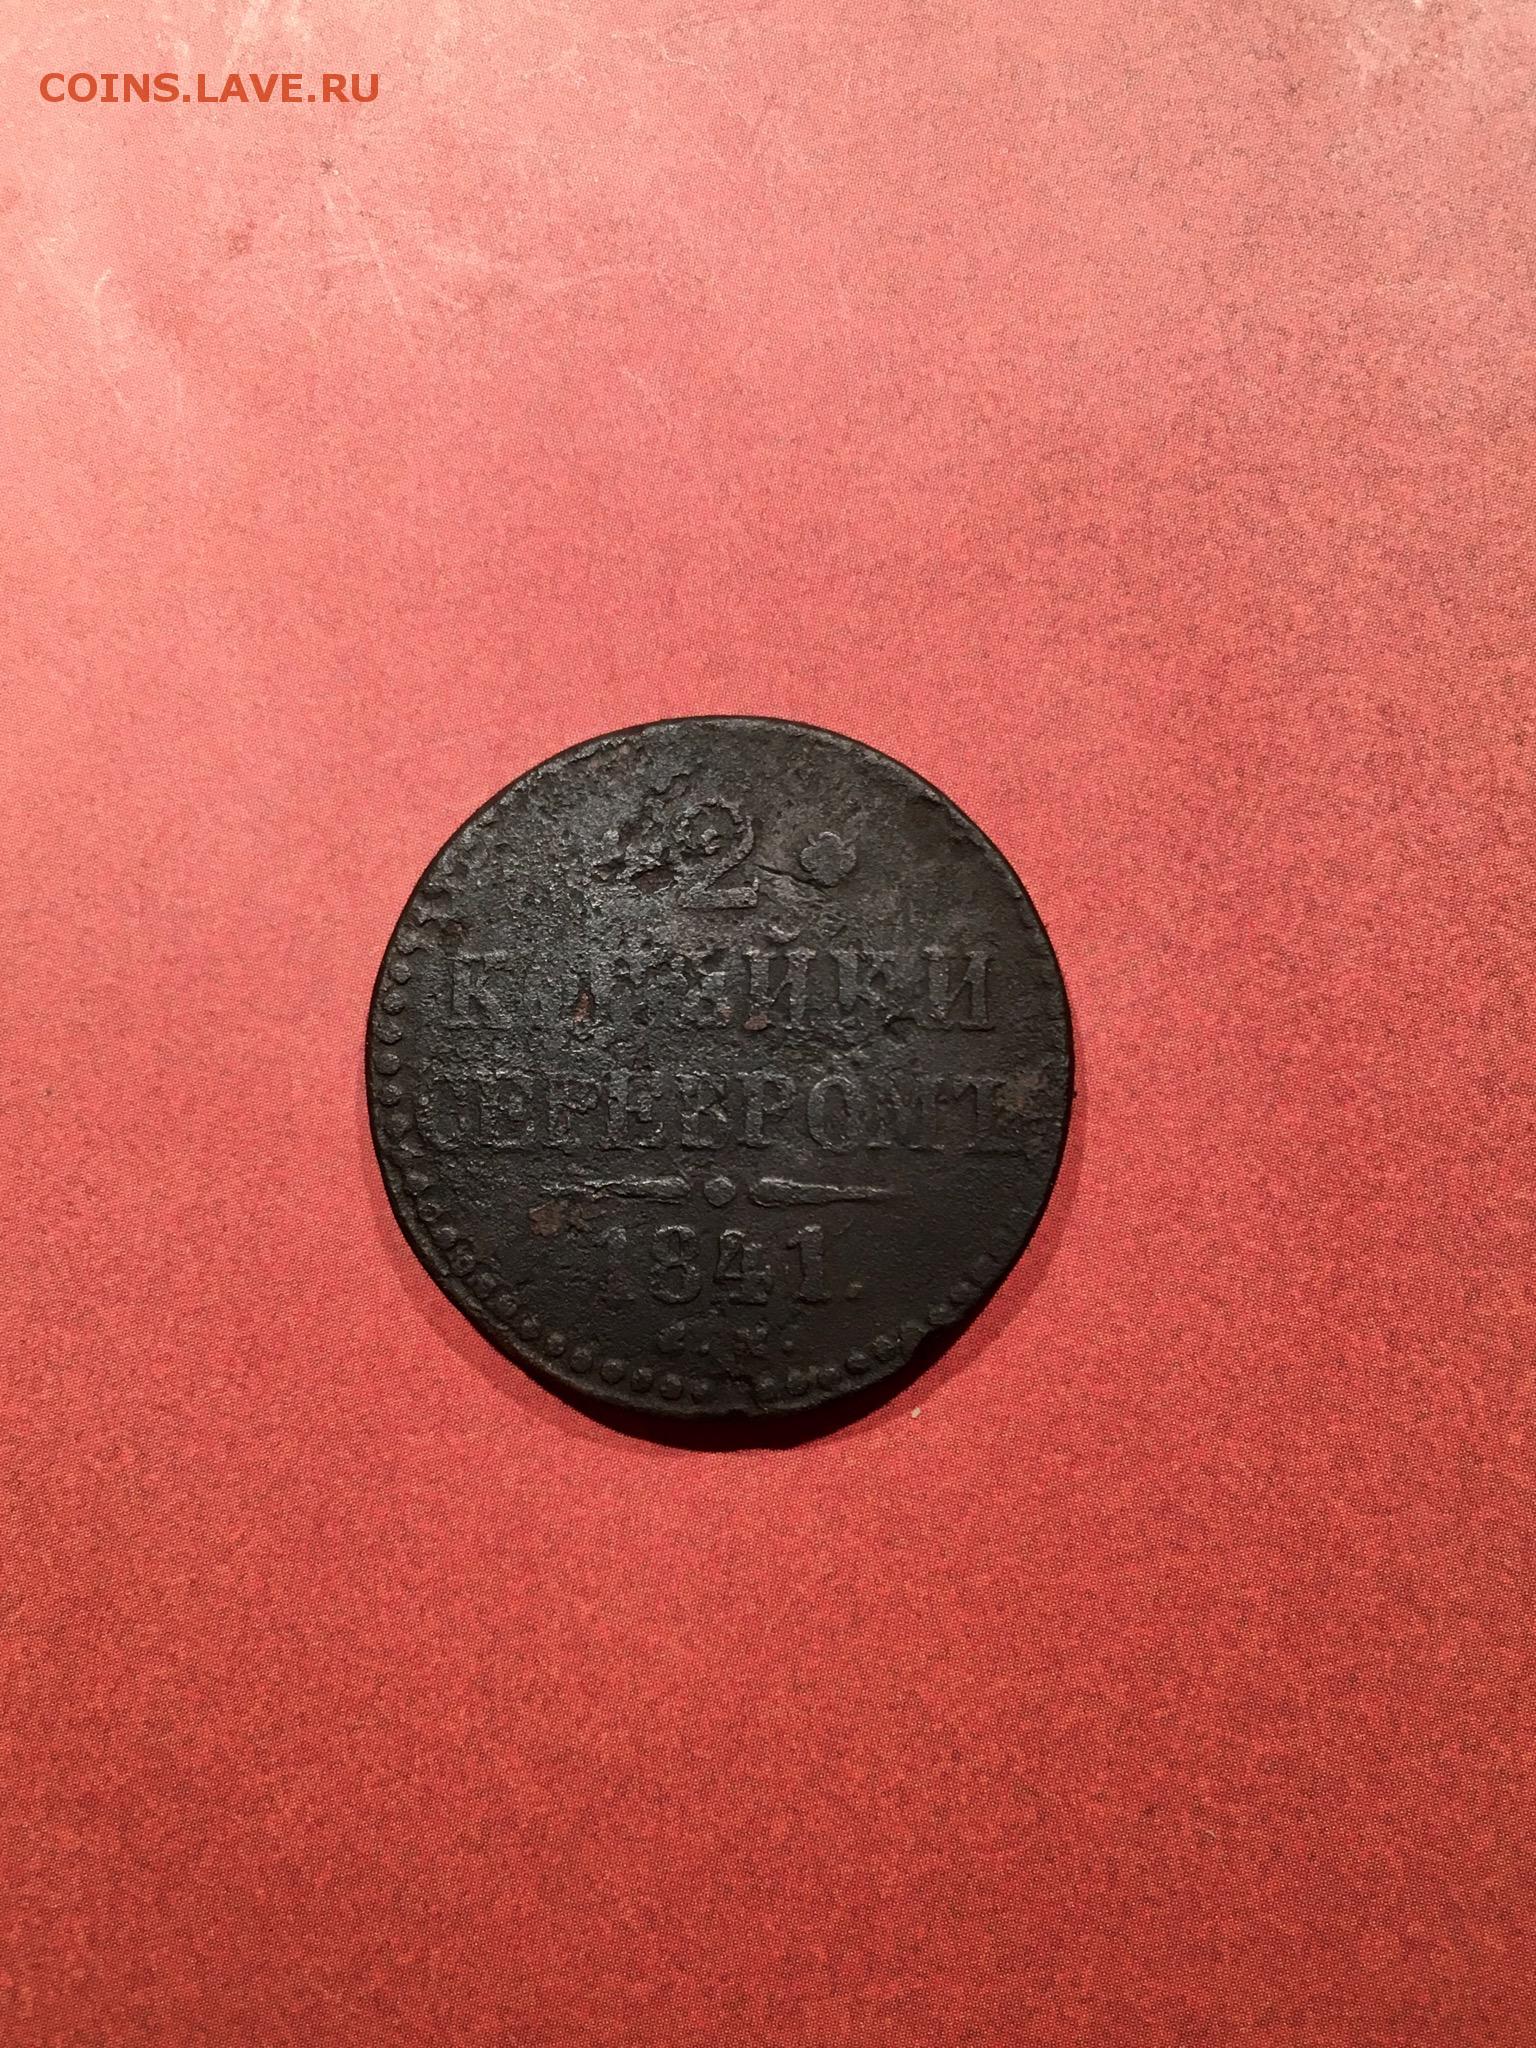 COINS.LAVE.RU
2
КОПѢЙКИ
СЕРЕБРОМЪ
1841.
С. М.